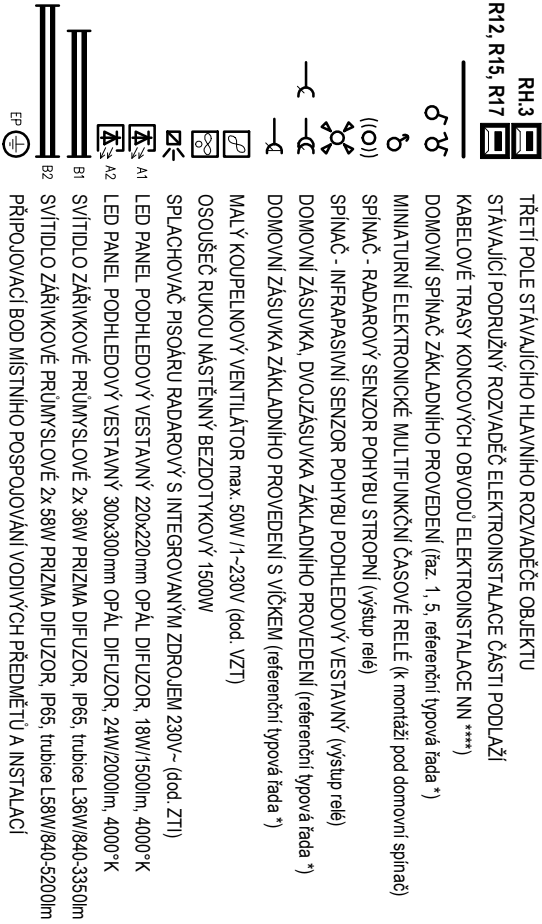 RH.3 TŘETÍ POLE STÁVAJÍCÍHO HLAVNÍHO ROZVADĚČE OBJEKTU
R12, R15, R17 STÁVAJÍCÍ PODRUŽNÝ ROZVADĚČ ELEKTROINSTALACE ČÁSTI PODLAŽÍ
KABELOVÉ TRASY KONCOVÝCH OBVODŮ ELEKTROINSTALACE NN ****)
DOMOVNÍ SPÍNAČ ZÁKLADNÍHO PROVEDENÍ (řaz. 1, 5, referenční typová řada *)
MINIATURNÍ ELEKTRONICKÉ MULTIFUNKČNÍ ČASOVÉ RELÉ (k montáži pod domovní spínač)
SPÍNAČ - RADAROVÝ SENZOR POHYBU STROPNÍ (výstup relé)
SPÍNAČ - INFRAPASIVNÍ SENZOR POHYBU PODHLEDOVÝ VESTAVNÝ (výstup relé)
DOMOVNÍ ZÁSUVKA, DVOJZÁSUVKA ZÁKLADNÍHO PROVEDENÍ (referenční typová řada *)
DOMOVNÍ ZÁSUVKA ZÁKLADNÍHO PROVEDENÍ S VÍČKEM (referenční typová řada *)
MALÝ KOUPELNOVÝ VENTILÁTOR max. 50W /1~230V (dod. VZT)
OSOUŠEČ RUKOU NÁSTĚNNÝ BEZDOTYKOVÝ 1500W
SPLACHOVAČ PISOÁRU RADAROVÝ S INTEGROVANÝM ZDROJEM 230V~ (dod. ZTI)
A1 LED PANEL PODHLEDOVÝ VESTAVNÝ 220x220mm OPÁL DIFUZOR, 18W/1500lm, 4000°K
A2 LED PANEL PODHLEDOVÝ VESTAVNÝ 300x300mm OPÁL DIFUZOR, 24W/2000lm, 4000°K
B1 SVÍTIDLO ZÁŘIVKOVÉ PRŮMYSLOVÉ 2x 36W PRIZMA DIFUZOR, IP65, trubice L36W/840-3350lm
B2 SVÍTIDLO ZÁŘIVKOVÉ PRŮMYSLOVÉ 2x 58W PRIZMA DIFUZOR, IP65, trubice L58W/840-5200lm
EP PŘIPOJOVACÍ BOD MÍSTNÍHO POSPOJOVÁNÍ VODIVÝCH PŘEDMĚTŮ A INSTALACÍ